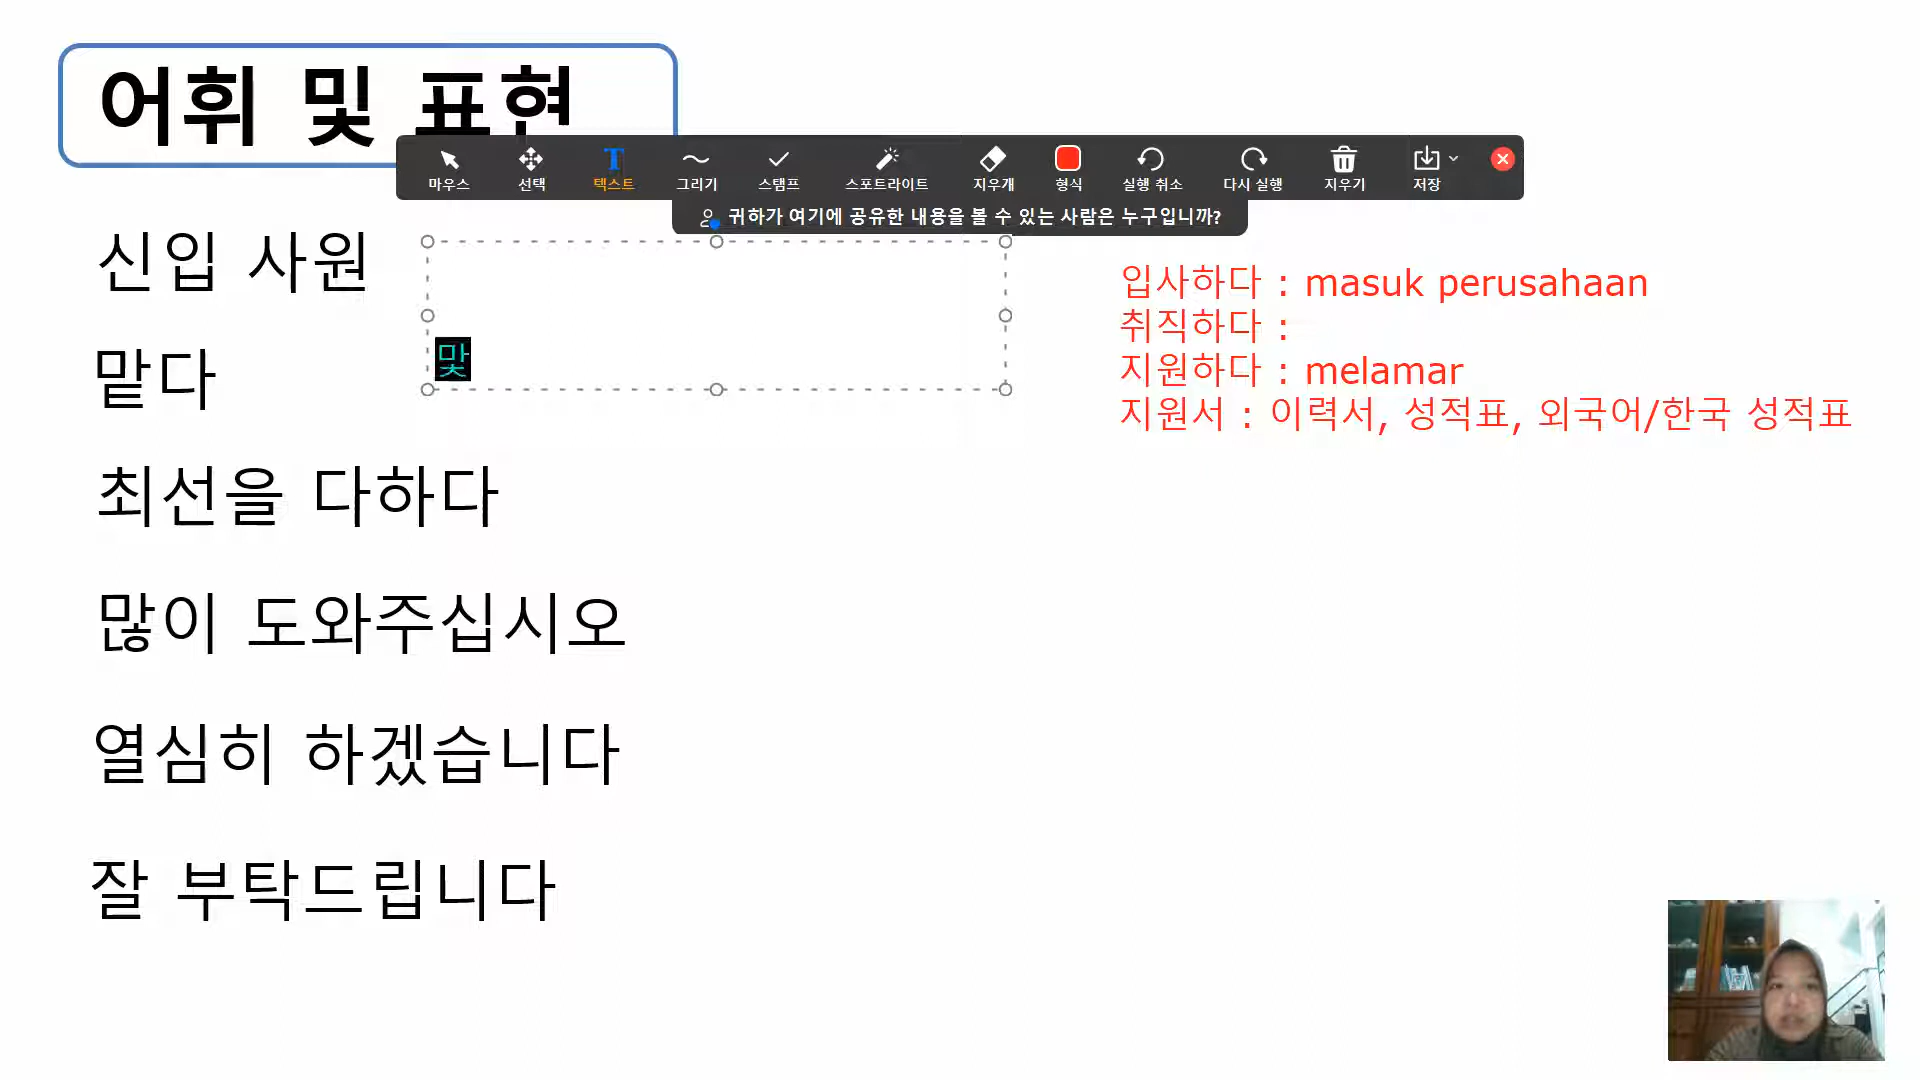 어휘 및 표현
마우스 선택 텍스트 그리기 스탬프 스포트라이트 지우개 형식 실행 취소 다시 실행 지우기 저장
귀하가 여기에 공유한 내용을 볼 수 있는 사람은 누구입니까?
신입 사원
맡다
맞
최선을 다하다
많이 도와주십시오
열심히 하겠습니다
잘 부탁드립니다
입사하다 : masuk perusahaan
취직하다 :
지원하다 : melamar
지원서 : 이력서, 성적표, 외국어/한국 성적표